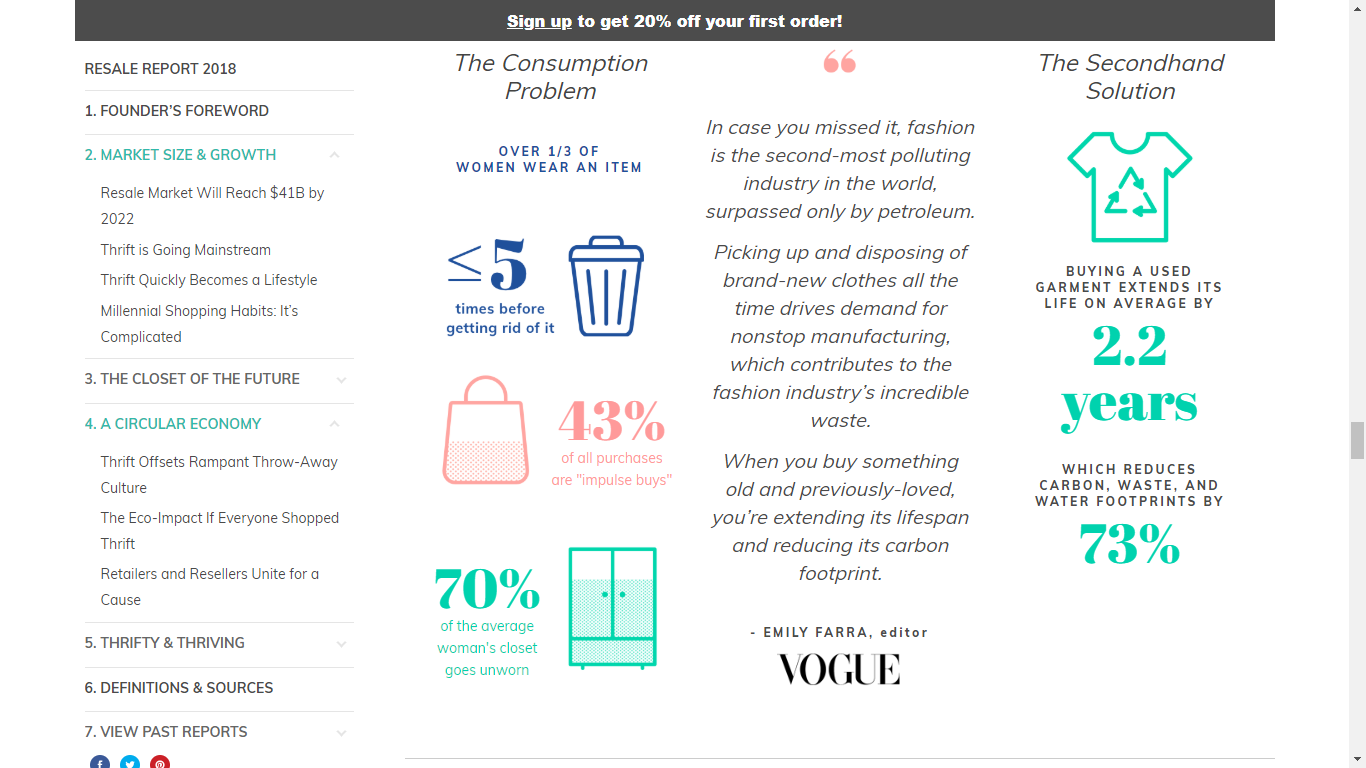 Sign up to get 20% off your first order!
RESALE REPORT 2018
1. FOUNDER’S FOREWORD
2. MARKET SIZE & GROWTH
Resale Market Will Reach $41B by
2022
Thrift is Going Mainstream
Thrift Quickly Becomes a Lifestyle
Millennial Shopping Habits: It’s
Complicated
3. THE CLOSET OF THE FUTURE
4. A CIRCULAR ECONOMY
Thrift Offsets Rampant Throw-Away
Culture
The Eco-Impact If Everyone Shopped
Thrift
Retailers and Resellers Unite for a
Cause
5. THRIFTY & THRIVING
6. DEFINITIONS & SOURCES
7. VIEW PAST REPORTS
The Consumption
Problem
OVER 1/3 OF
WOMEN WEAR AN ITEM
≤5
times before
getting rid of it
43%
of all purchases
are "impulse buys"
70%
of the average
woman's closet
goes unworn
“
In case you missed it, fashion
is the second-most polluting
industry in the world,
surpassed only by petroleum.
Picking up and disposing of
brand-new clothes all the
time drives demand for
nonstop manufacturing,
which contributes to the
fashion industry’s incredible
waste.
When you buy something
old and previously-loved,
you’re extending its lifespan
and reducing its carbon
footprint.
- EMILY FARRA, editor
VOGUE
The Secondhand
Solution
BUYING A USED
GARMENT EXTENDS ITS
LIFE ON AVERAGE BY
2.2
years
WHICH REDUCES
CARBON, WASTE, AND
WATER FOOTPRINTS BY
73%